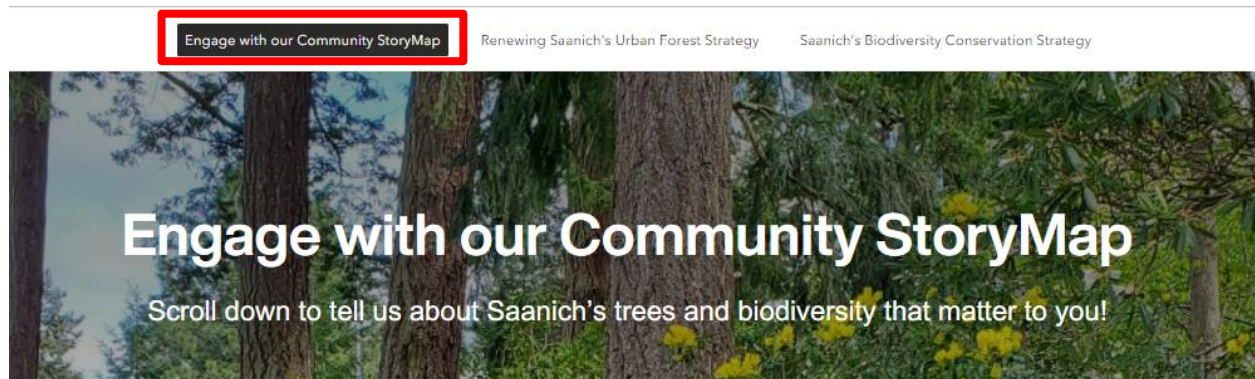 Engage with our Community StoryMap Renewing Saanich's Urban Forest Strategy Saanich's Biodiversity Conservation Strategy
Engage with our Community StoryMap
Scroll down to tell us about Saanich's trees and biodiversity that matter to you!